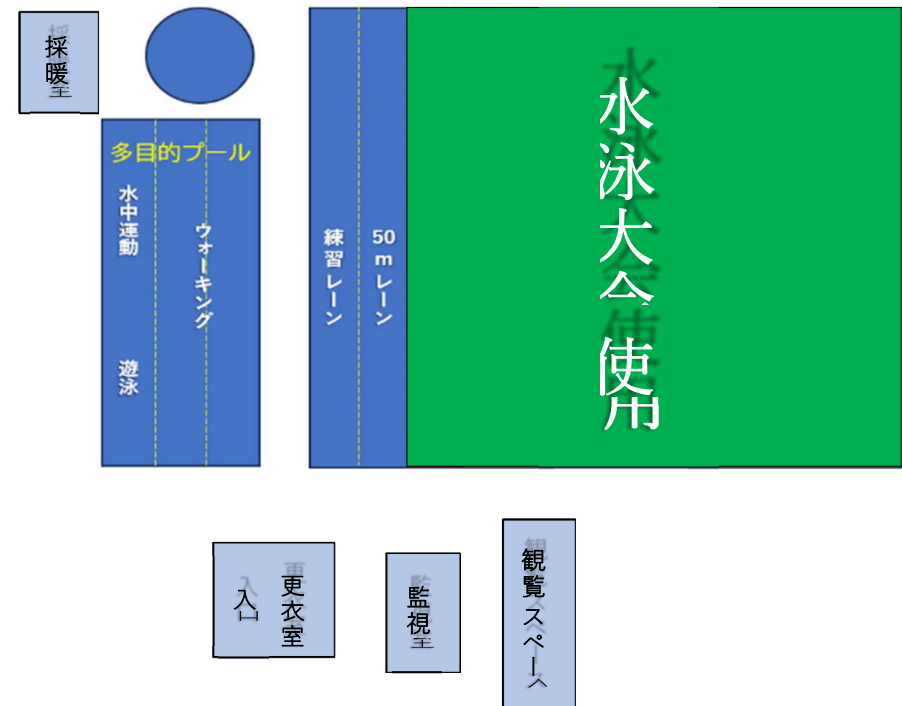 採暖室
多目的プール
水中運動
遊泳
ウォーキング
練習レーン
50mレーン
水泳大会使用
入口
更衣室
監視室
観覧スペース